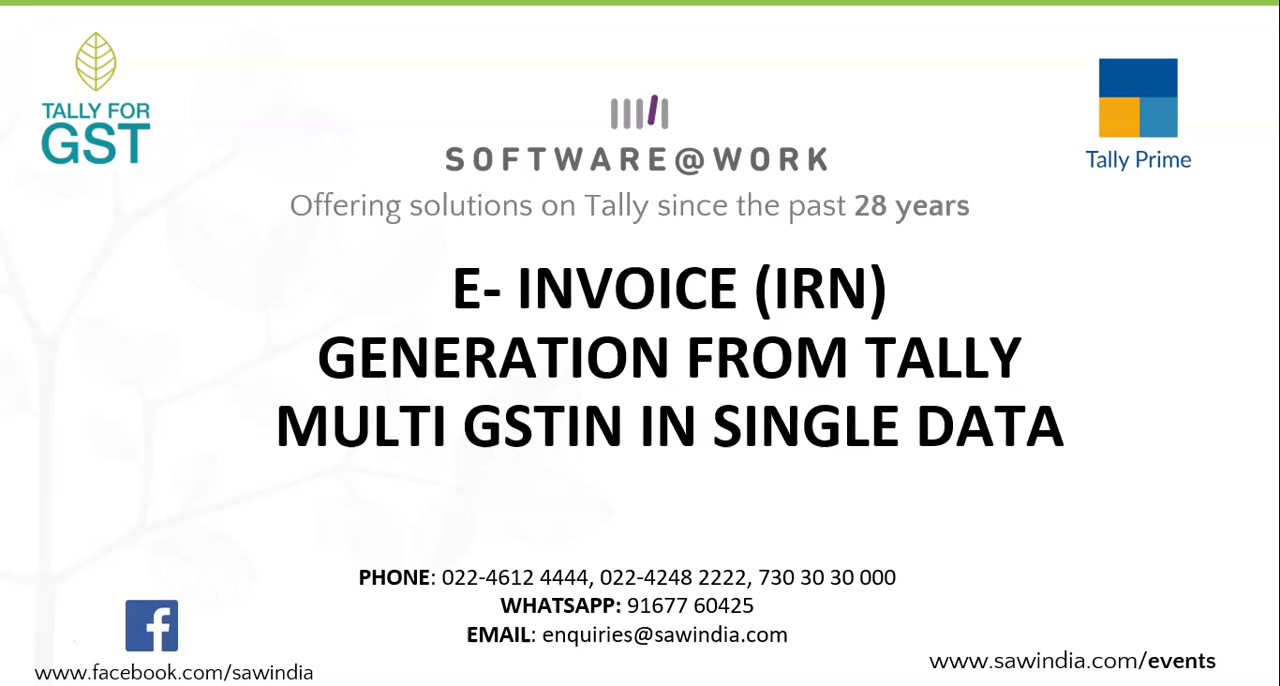 TALLY FOR
GST
SOFTWARE@WORK
Tally Prime
Offering solutions on Tally since the past 28 years
E- INVOICE (IRN)
GENERATION FROM TALLY
MULTI GSTIN IN SINGLE DATA
PHONE: 022-4612 4444, 022-4248 2222, 730 30 30 000
WHATSAPP: 91677 60425
EMAIL: enquiries@sawindia.com
f
www.facebook.com/sawindia
www.sawindia.com/events